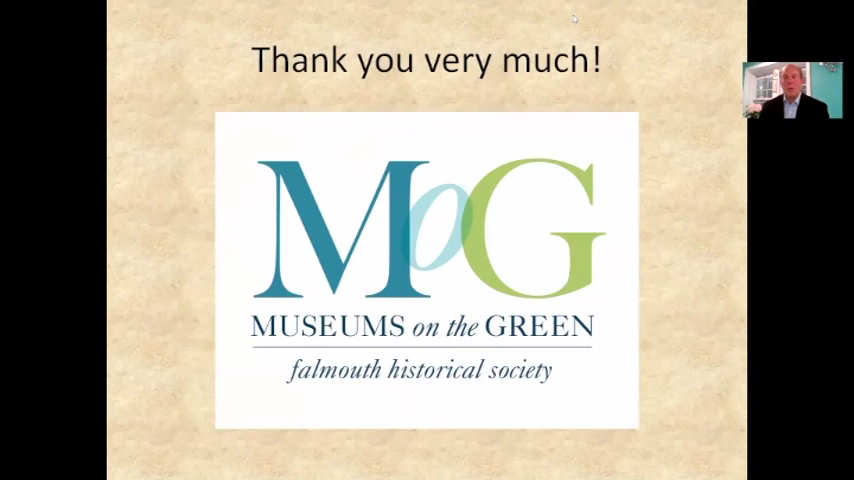 Thank you very much!
MoG
MUSEUMS on the GREEN
falmouth historical society